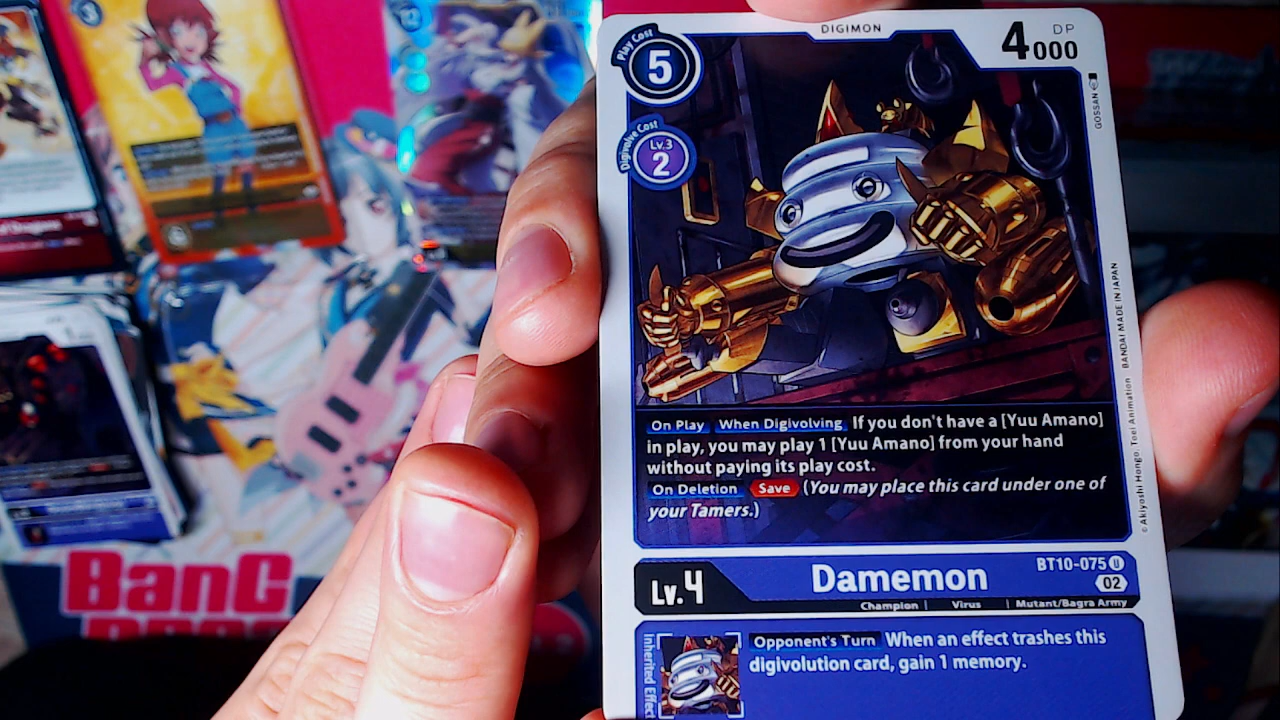 DIGIMON
Play Cost
5
DP
4000
Digivolve Cost
Lv.3
2
GOSSAN
On Play When Digivolving If you don't have a [Yuu Amano]
in play, you may play 1 [Yuu Amano] from your hand
without paying its play cost.
On Deletion Save (You may place this card under one of
your Tamers.)
©Akiyoshi Hongo, Toei Animation BANDAI MADE IN JAPAN
Lv.4
Damemon
BT10-075 U
02
Champion | Virus | Mutant/Bagra Army
Inherited Effect
Opponent's Turn When an effect trashes this
digivolution card, gain 1 memory.
3
12
BanG